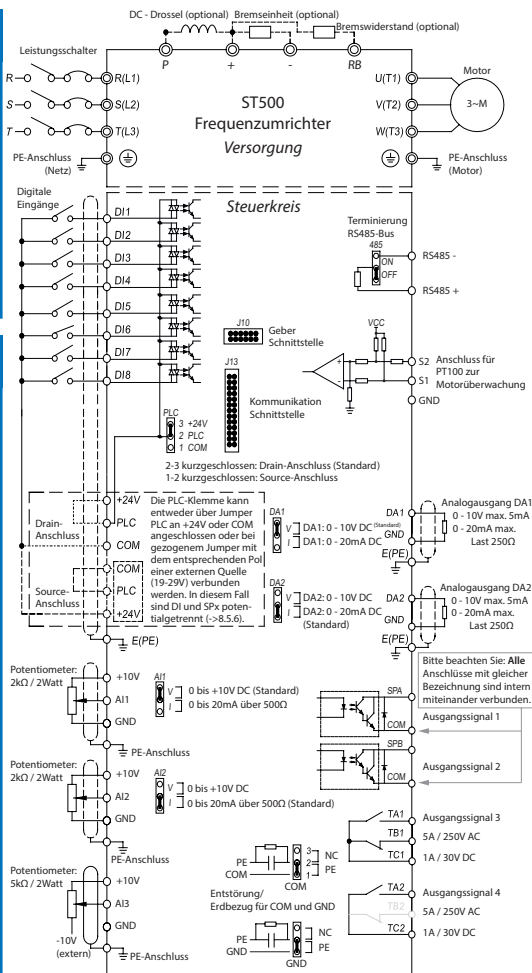 DC - Drossel (optional) Bremseinheit (optional)
Bremswiderstand (optional)
Leistungsschalter
P + - RB
R R(L1)
S S(L2)
T T(L3)
U(T1)
V(T2)
W(T3)
Motor
3~M
ST500
Frequenzumrichter
Versorgung
PE-Anschluss
(Netz)
PE-Anschluss
(Motor)
Digitale
Eingänge
Steuerkreis
DI1
DI2
DI3
DI4
DI5
DI6
DI7
DI8
Terminierung
RS485-Bus
485
ON
OFF
RS485 -
RS485 +
J10
Geber
Schnittstelle
J13
Kommunikation
Schnittstelle
VCC
+
-
S2
S1
GND
Anschluss für
PT100 zur
Motorüberwachung
PLC
3 +24V
2 PLC
1 COM
2-3 kurzgeschlossen: Drain-Anschluss (Standard)
1-2 kurzgeschlossen: Source-Anschluss
Drain-
Anschluss
+24V
PLC
COM
Source-
Anschluss
COM
PLC
+24V
E(PE)
Die PLC-Klemme kann
entweder über Jumper
PLC an +24V oder COM
angeschlossen oder bei
gezogenem Jumper mit
dem entsprechenden Pol
einer externen Quelle
(19-29V) verbunden
werden. In diesem Fall
sind DI und SPx poten-
tialgetrennt (->8.5.6).
DA1
V DA1: 0 - 10V DC (Standard)
I DA1: 0 - 20mA DC
DA2
V DA2: 0 - 10V DC
I DA2: 0 - 20mA DC
(Standard)
DA1
GND
E(PE)
Analogausgang DA1
0 - 10V max. 5mA
0 - 20mA max.
Last 250Ω
DA2
GND
E(PE)
Analogausgang DA2
0 - 10V max. 5mA
0 - 20mA max.
Last 250Ω
Bitte beachten Sie: Alle
Anschlüsse mit gleicher
Bezeichnung sind intern
miteinander verbunden.
Potentiometer:
2kΩ / 2Watt
+10V
AI1
GND
PE-Anschluss
AI1
V 0 bis +10V DC (Standard)
I 0 bis 20mA über 500Ω
SPA
COM
Ausgangssignal 1
SPB
COM
Ausgangssignal 2
Potentiometer:
2kΩ / 2Watt
+10V
AI2
GND
PE-Anschluss
AI2
V 0 bis +10V DC
I 0 bis 20mA über 500Ω (Standard)
TA1
TB1
TC1
Ausgangssignal 3
5A / 250V AC
1A / 30V DC
PE
COM
3
2
1
NC
PE
COM
Entstörung/
Erdbezug für COM und GND
PE
GND
NC
PE
GND
Potentiometer:
5kΩ / 2Watt
+10V
AI3
GND
-10V
(extern)
PE-Anschluss
TA2
TB2
TC2
Ausgangssignal 4
5A / 250V AC
1A / 30V DC